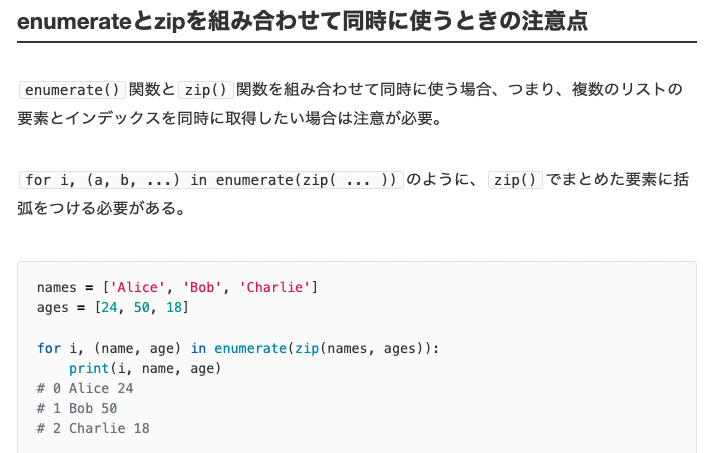 enumerateとzipを組み合わせて同時に使うときの注意点
enumerate() 関数と zip() 関数を組み合わせて同時に使う場合、つまり、複数のリストの
要素とインデックスを同時に取得したい場合は注意が必要。
for i, (a, b, ...) in enumerate(zip( ... )) のように、 zip() でまとめた要素に括
弧をつける必要がある。
names = ['Alice', 'Bob', 'Charlie']
ages = [24, 50, 18]
for i, (name, age) in enumerate(zip(names, ages)):
    print(i, name, age)
# 0 Alice 24
# 1 Bob 50
# 2 Charlie 18